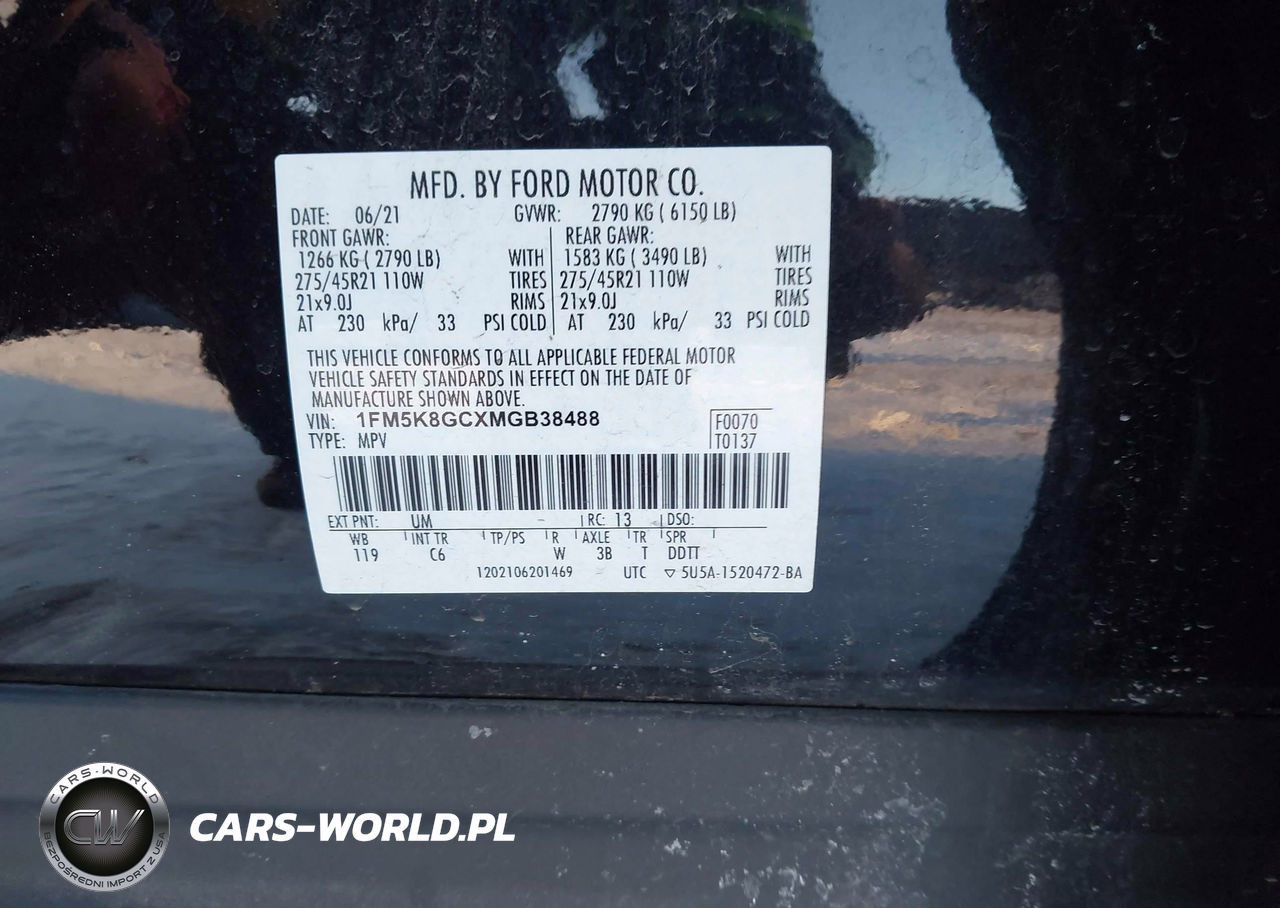 MFD. BY FORD MOTOR CO.
DATE: 06/21 GVWR: 2790 KG ( 6150 LB)
FRONT GAWR: REAR GAWR:
1266 KG ( 2790 LB) WITH 1583 KG ( 3490 LB) WITH
275/45R21 110W TIRES 275/45R21 110W TIRES
21x9.0J RIMS 21x9.0J RIMS
AT 230 kPa/ 33 PSI COLD AT 230 kPa/ 33 PSI COLD
THIS VEHICLE CONFORMS TO ALL APPLICABLE FEDERAL MOTOR
VEHICLE SAFETY STANDARDS IN EFFECT ON THE DATE OF
MANUFACTURE SHOWN ABOVE.
VIN: 1FM5K8GCXMGB38488 F0070
TYPE: MPV T0137
EXT PNT: UM RC: 13 DSO:
WB INT TR TP/PS R AXLE TR SPR
119 C6 W 3B T DDTT
1202106201469 UTC ▽ 5U5A-1520472-BA
CARS-WORLD
CW
BEZPOŚREDNI IMPORT Z USA
CARS-WORLD.PL